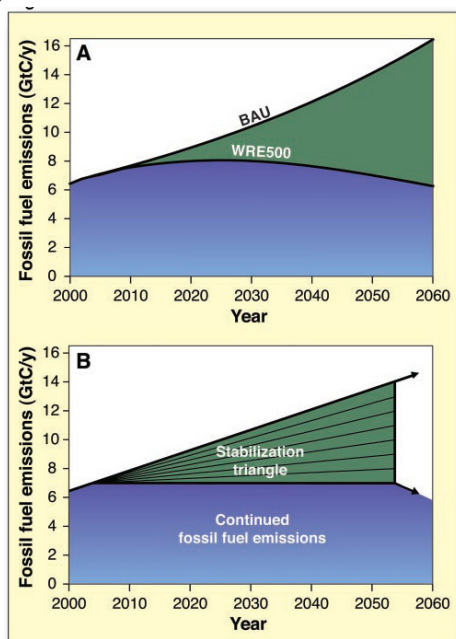 A
Fossil fuel emissions (GtC/y)
16
14
12
10
8
6
4
2
0
BAU
WRE500
2000 2010 2020 2030 2040 2050 2060
Year
B
Fossil fuel emissions (GtC/y)
16
14
12
10
8
6
4
2
0
Stabilization
triangle
Continued
fossil fuel emissions
2000 2010 2020 2030 2040 2050 2060
Year